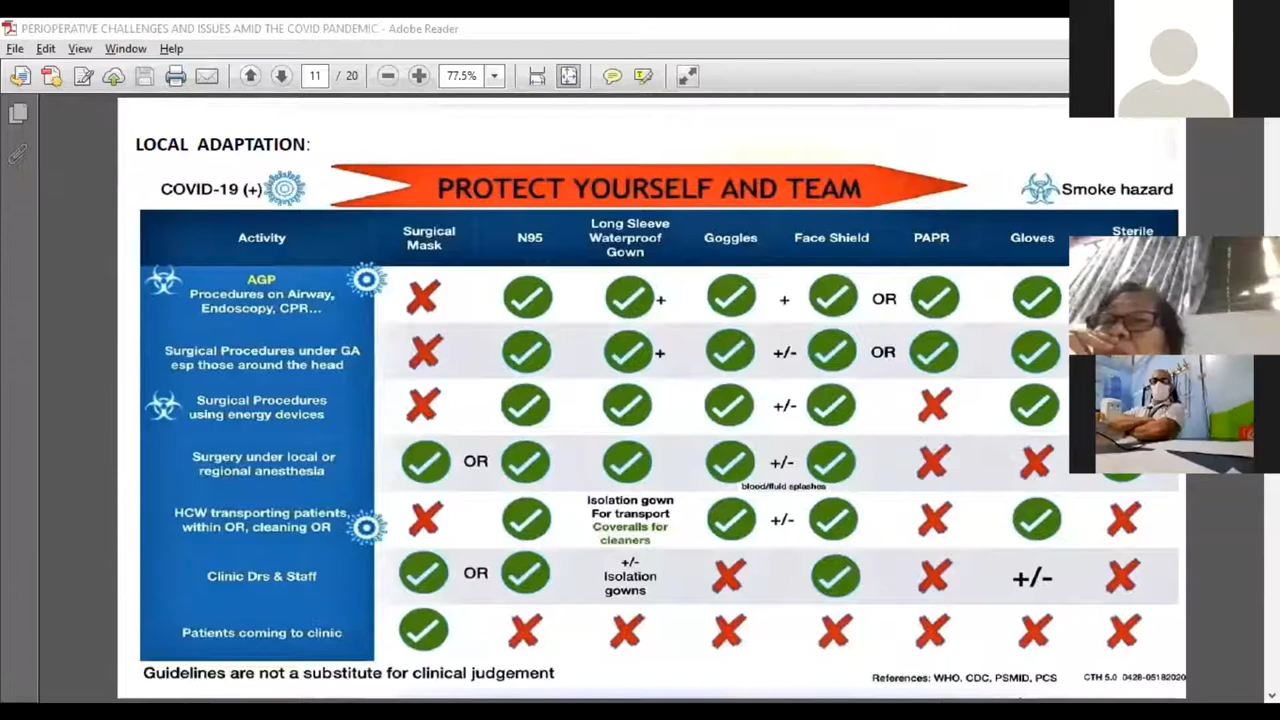 PERIOPERATIVE CHALLENGES AND ISSUES AMID THE COVID PANDEMIC - Adobe Reader
File Edit View Window Help
11 / 20 77.5%
LOCAL ADAPTATION:
COVID-19 (+) PROTECT YOURSELF AND TEAM Smoke hazard
Activity
Surgical
Mask
N95
Long Sleeve
Waterproof
Gown
Goggles
Face Shield
PAPR
Gloves
Sterile
AGP
Procedures on Airway,
Endoscopy, CPR...
+ + OR
Surgical Procedures under GA
esp those around the head
+ +/- OR
Surgical Procedures
using energy devices
+/-
Surgery under local or
regional anesthesia
OR +/-
blood/fluid splashes
HCW transporting patients,
within OR, cleaning OR
Isolation gown
For transport
Coveralls for
cleaners
+/-
Clinic Drs & Staff
OR
+/-
Isolation
gowns
+/-
Patients coming to clinic
Guidelines are not a substitute for clinical judgement
References: WHO, CDC, PSMID, PCS CTH 5.0 0428-05182020